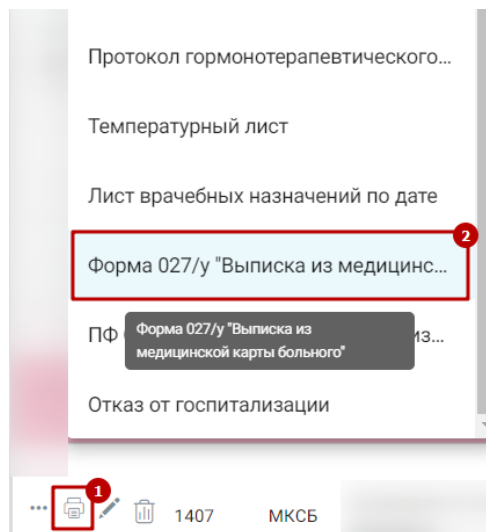 Протокол гормонотерапевтического...
Температурный лист
Лист врачебных назначений по дате
2
Форма 027/у "Выписка из медицинс...
ПФ
из...
Форма 027/у "Выписка из
медицинской карты больного"
Отказ от госпитализации
1
... 1407 МКСБ